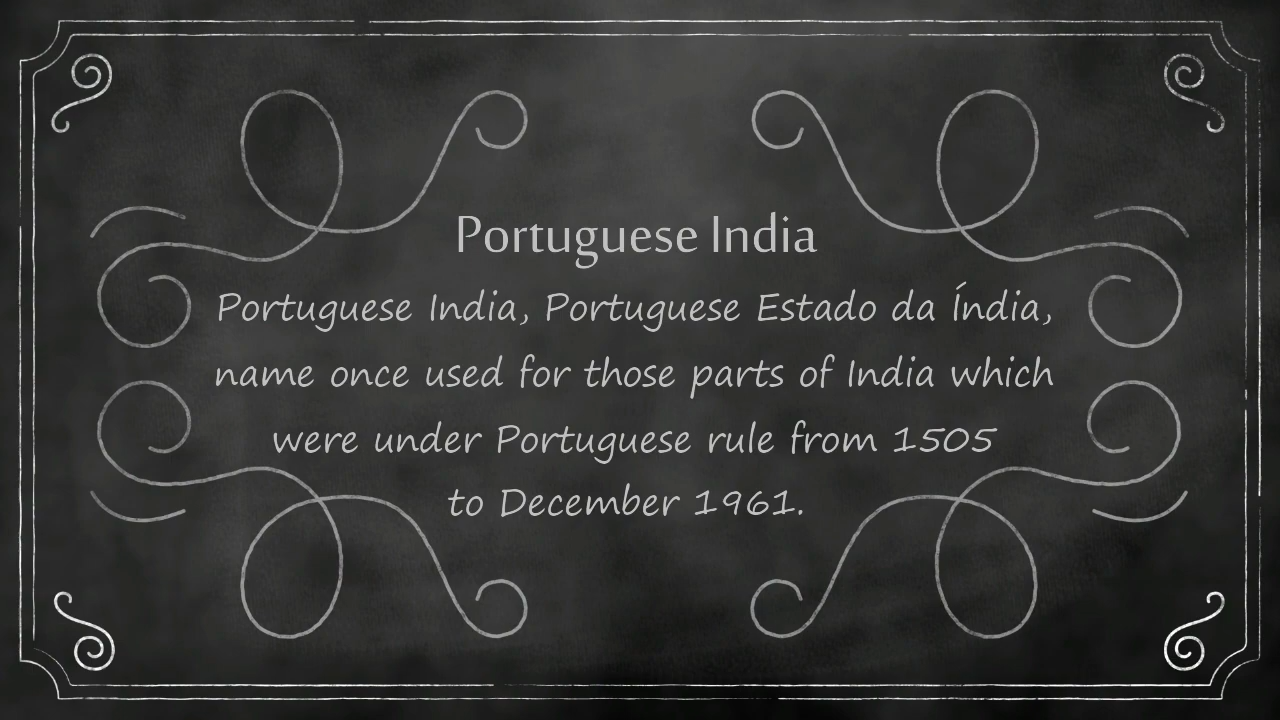 Portuguese India
Portuguese India, Portuguese Estado da Índia,
name once used for those parts of India which
were under Portuguese rule from 1505
to December 1961.